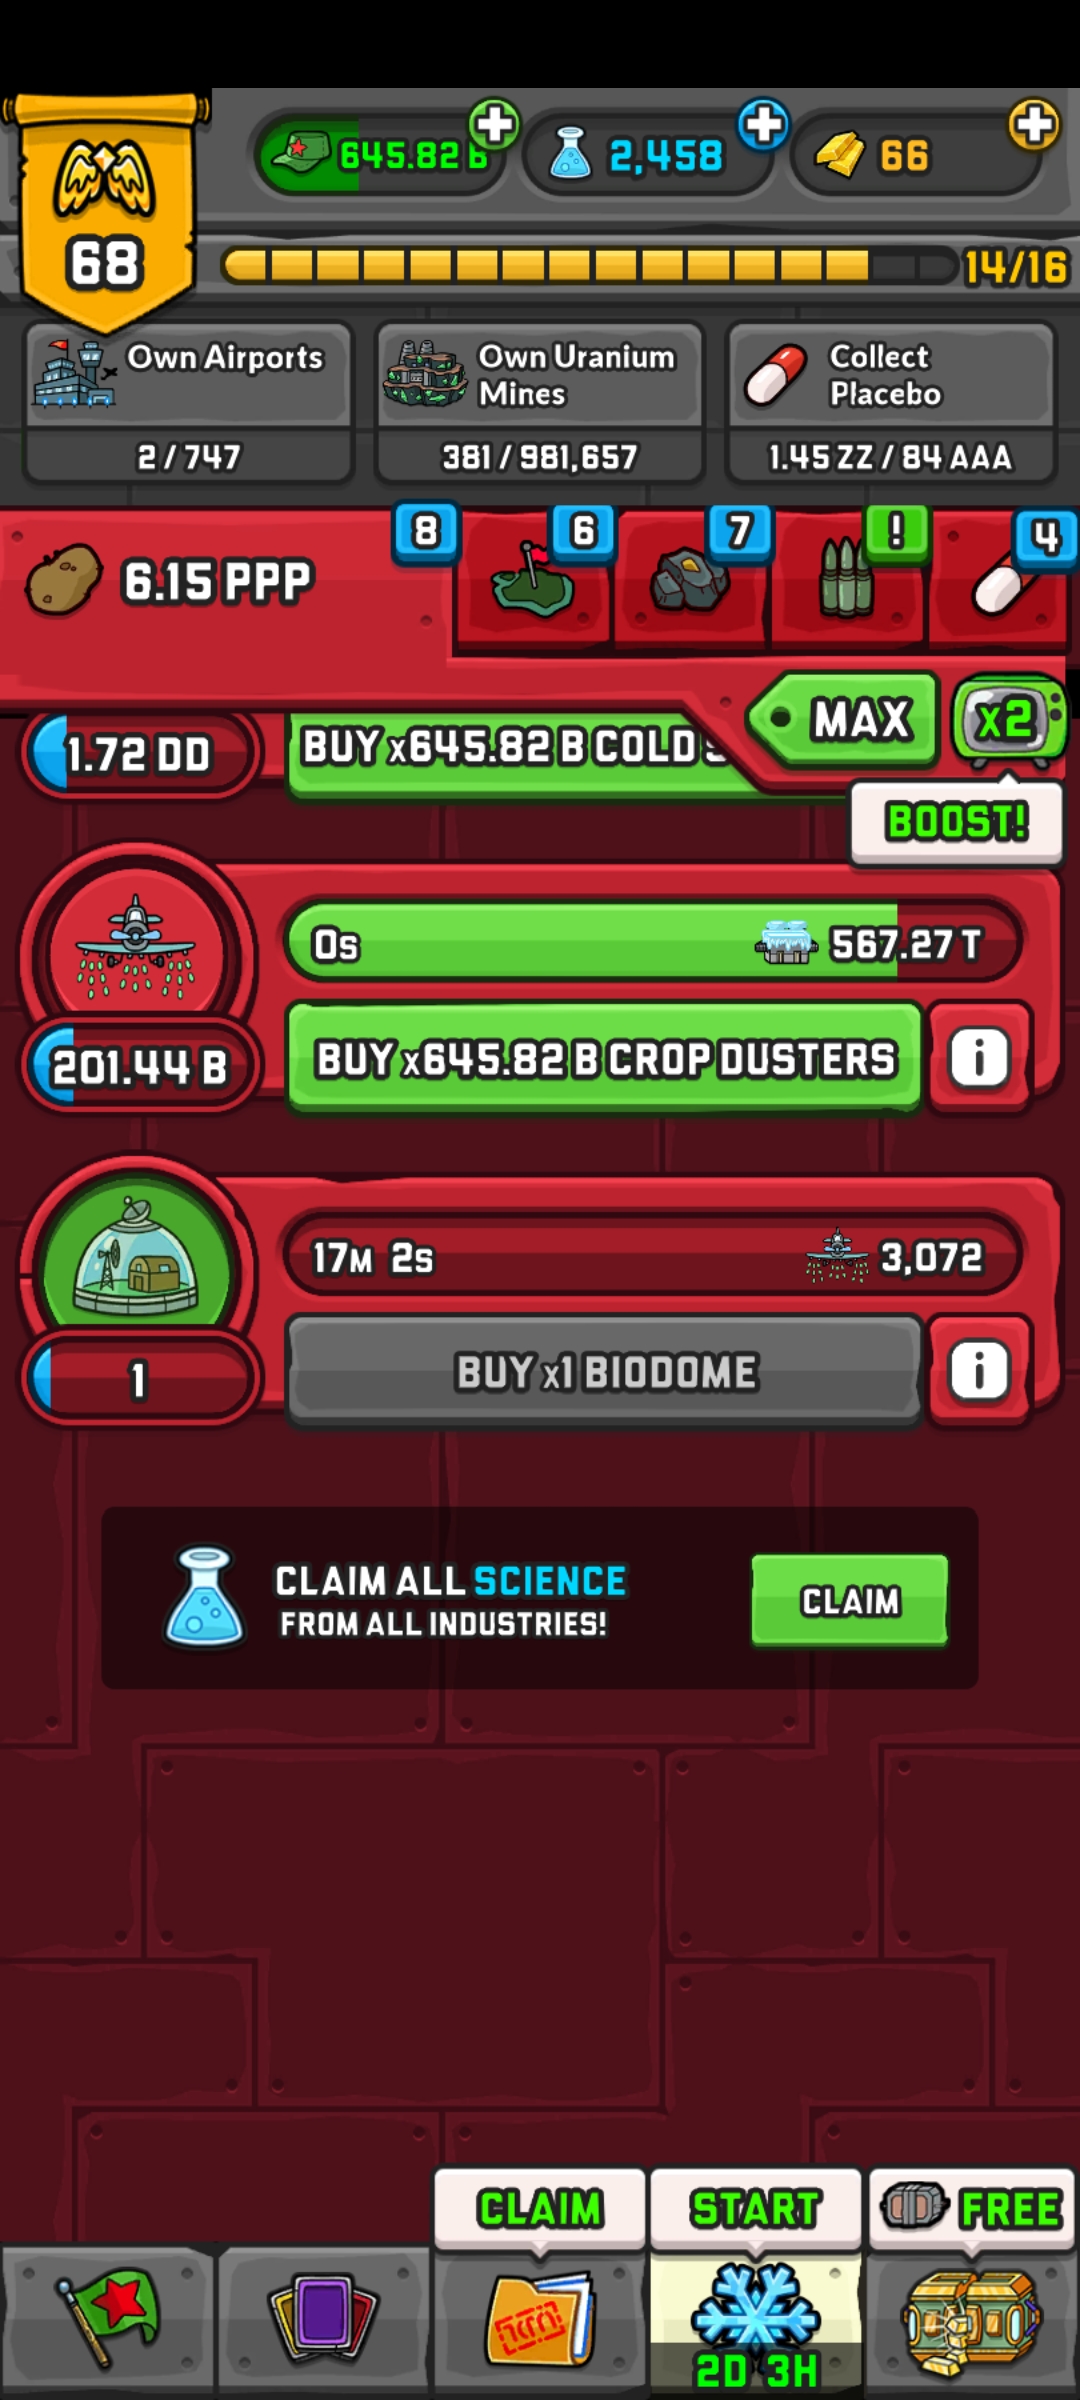 645.82 B
2,458
66
68
14/16
Own Airports
2 / 747
Own Uranium
Mines
381 / 981,657
Collect
Placebo
1.45 ZZ / 84 AAA
6.15 PPP
8
6
7
!
4
MAX
x2
BOOST!
1.72 DD
BUY x645.82 B COLD
0s
567.27 T
201.44 B
BUY x645.82 B CROP DUSTERS
i
17M 2s
3,072
1
BUY x1 BIODOME
i
CLAIM ALL SCIENCE
FROM ALL INDUSTRIES!
CLAIM
CLAIM
START
FREE
2D 3H